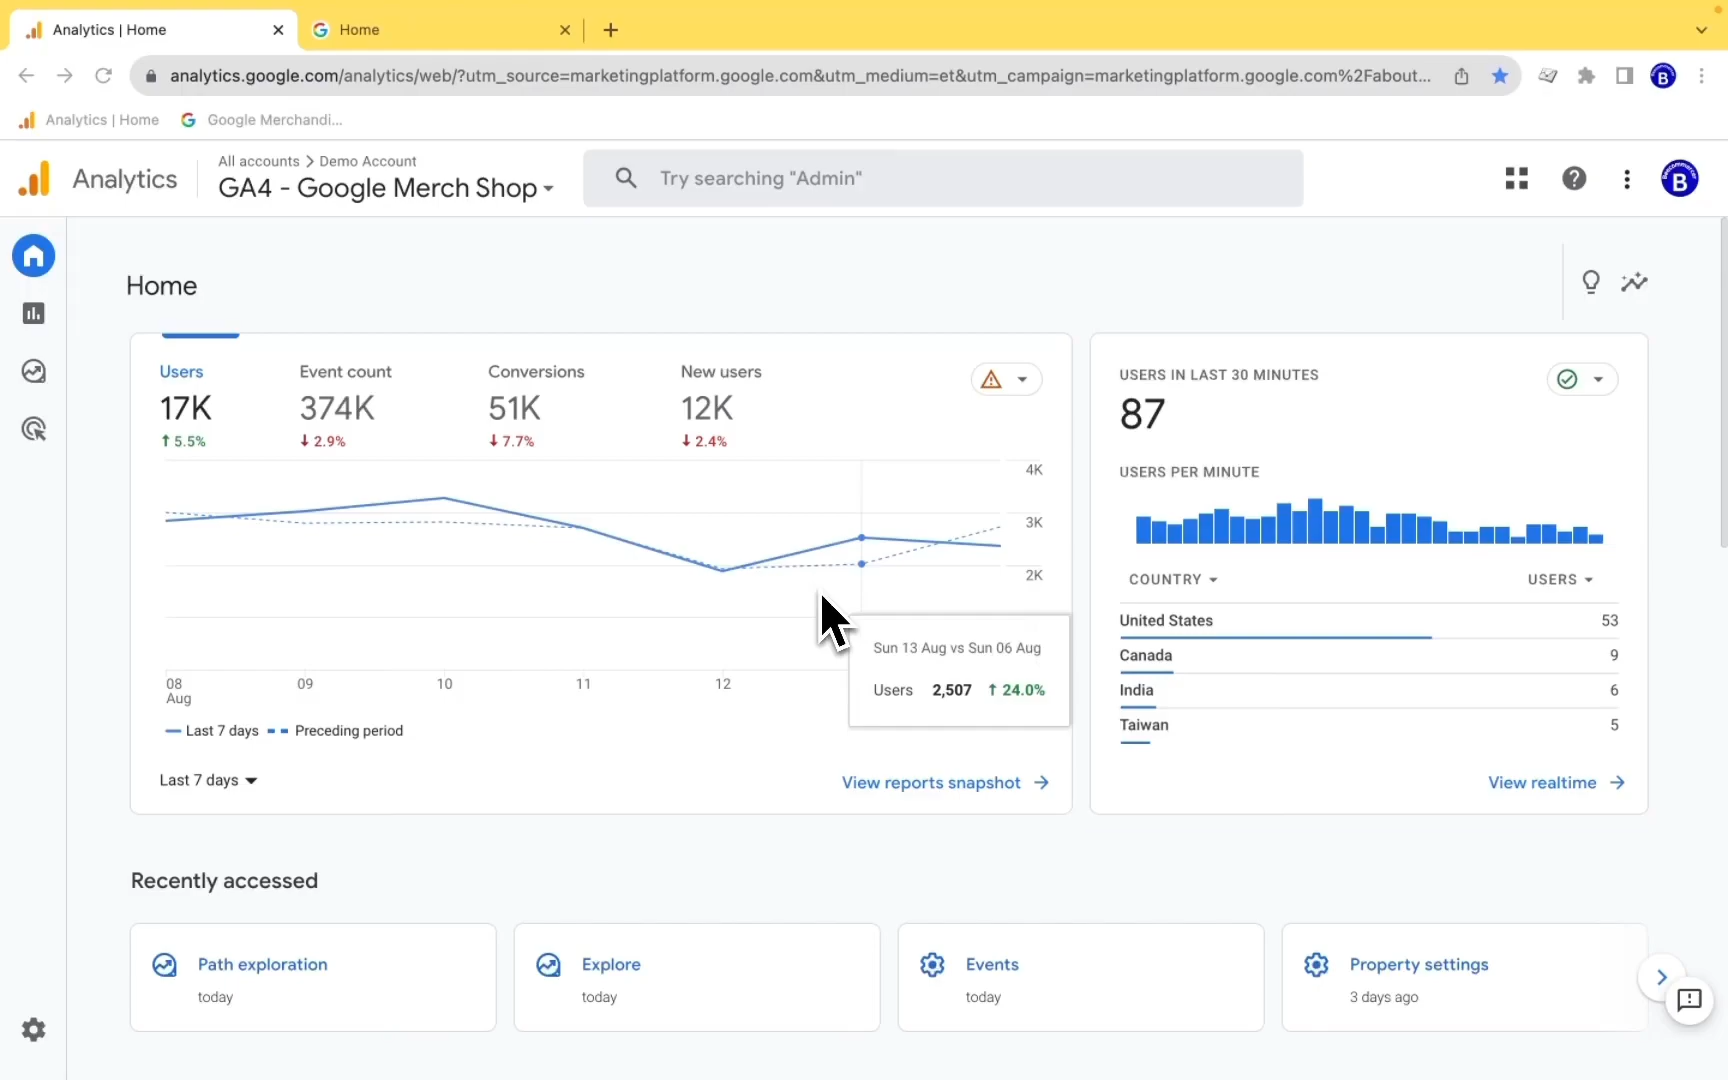 Analytics | Home
Home
analytics.google.com/analytics/web/?utm_source=marketingplatform.google.com&utm_medium=et&utm_campaign=marketingplatform.google.com%2Fabout...
B
Analytics | Home
Google Merchandi...
Analytics
All accounts > Demo Account
GA4 - Google Merch Shop
Try searching "Admin"
B
Home
Users
17K
↑ 5.5%
Event count
374K
↓ 2.9%
Conversions
51K
↓ 7.7%
New users
12K
↓ 2.4%
4K
3K
2K
08
Aug
09
10
11
12
Sun 13 Aug vs Sun 06 Aug
Users 2,507 ↑ 24.0%
Last 7 days
Preceding period
Last 7 days
View reports snapshot
USERS IN LAST 30 MINUTES
87
USERS PER MINUTE
COUNTRY USERS
United States 53
Canada 9
India 6
Taiwan 5
View realtime
Recently accessed
Path exploration
today
Explore
today
Events
today
Property settings
3 days ago